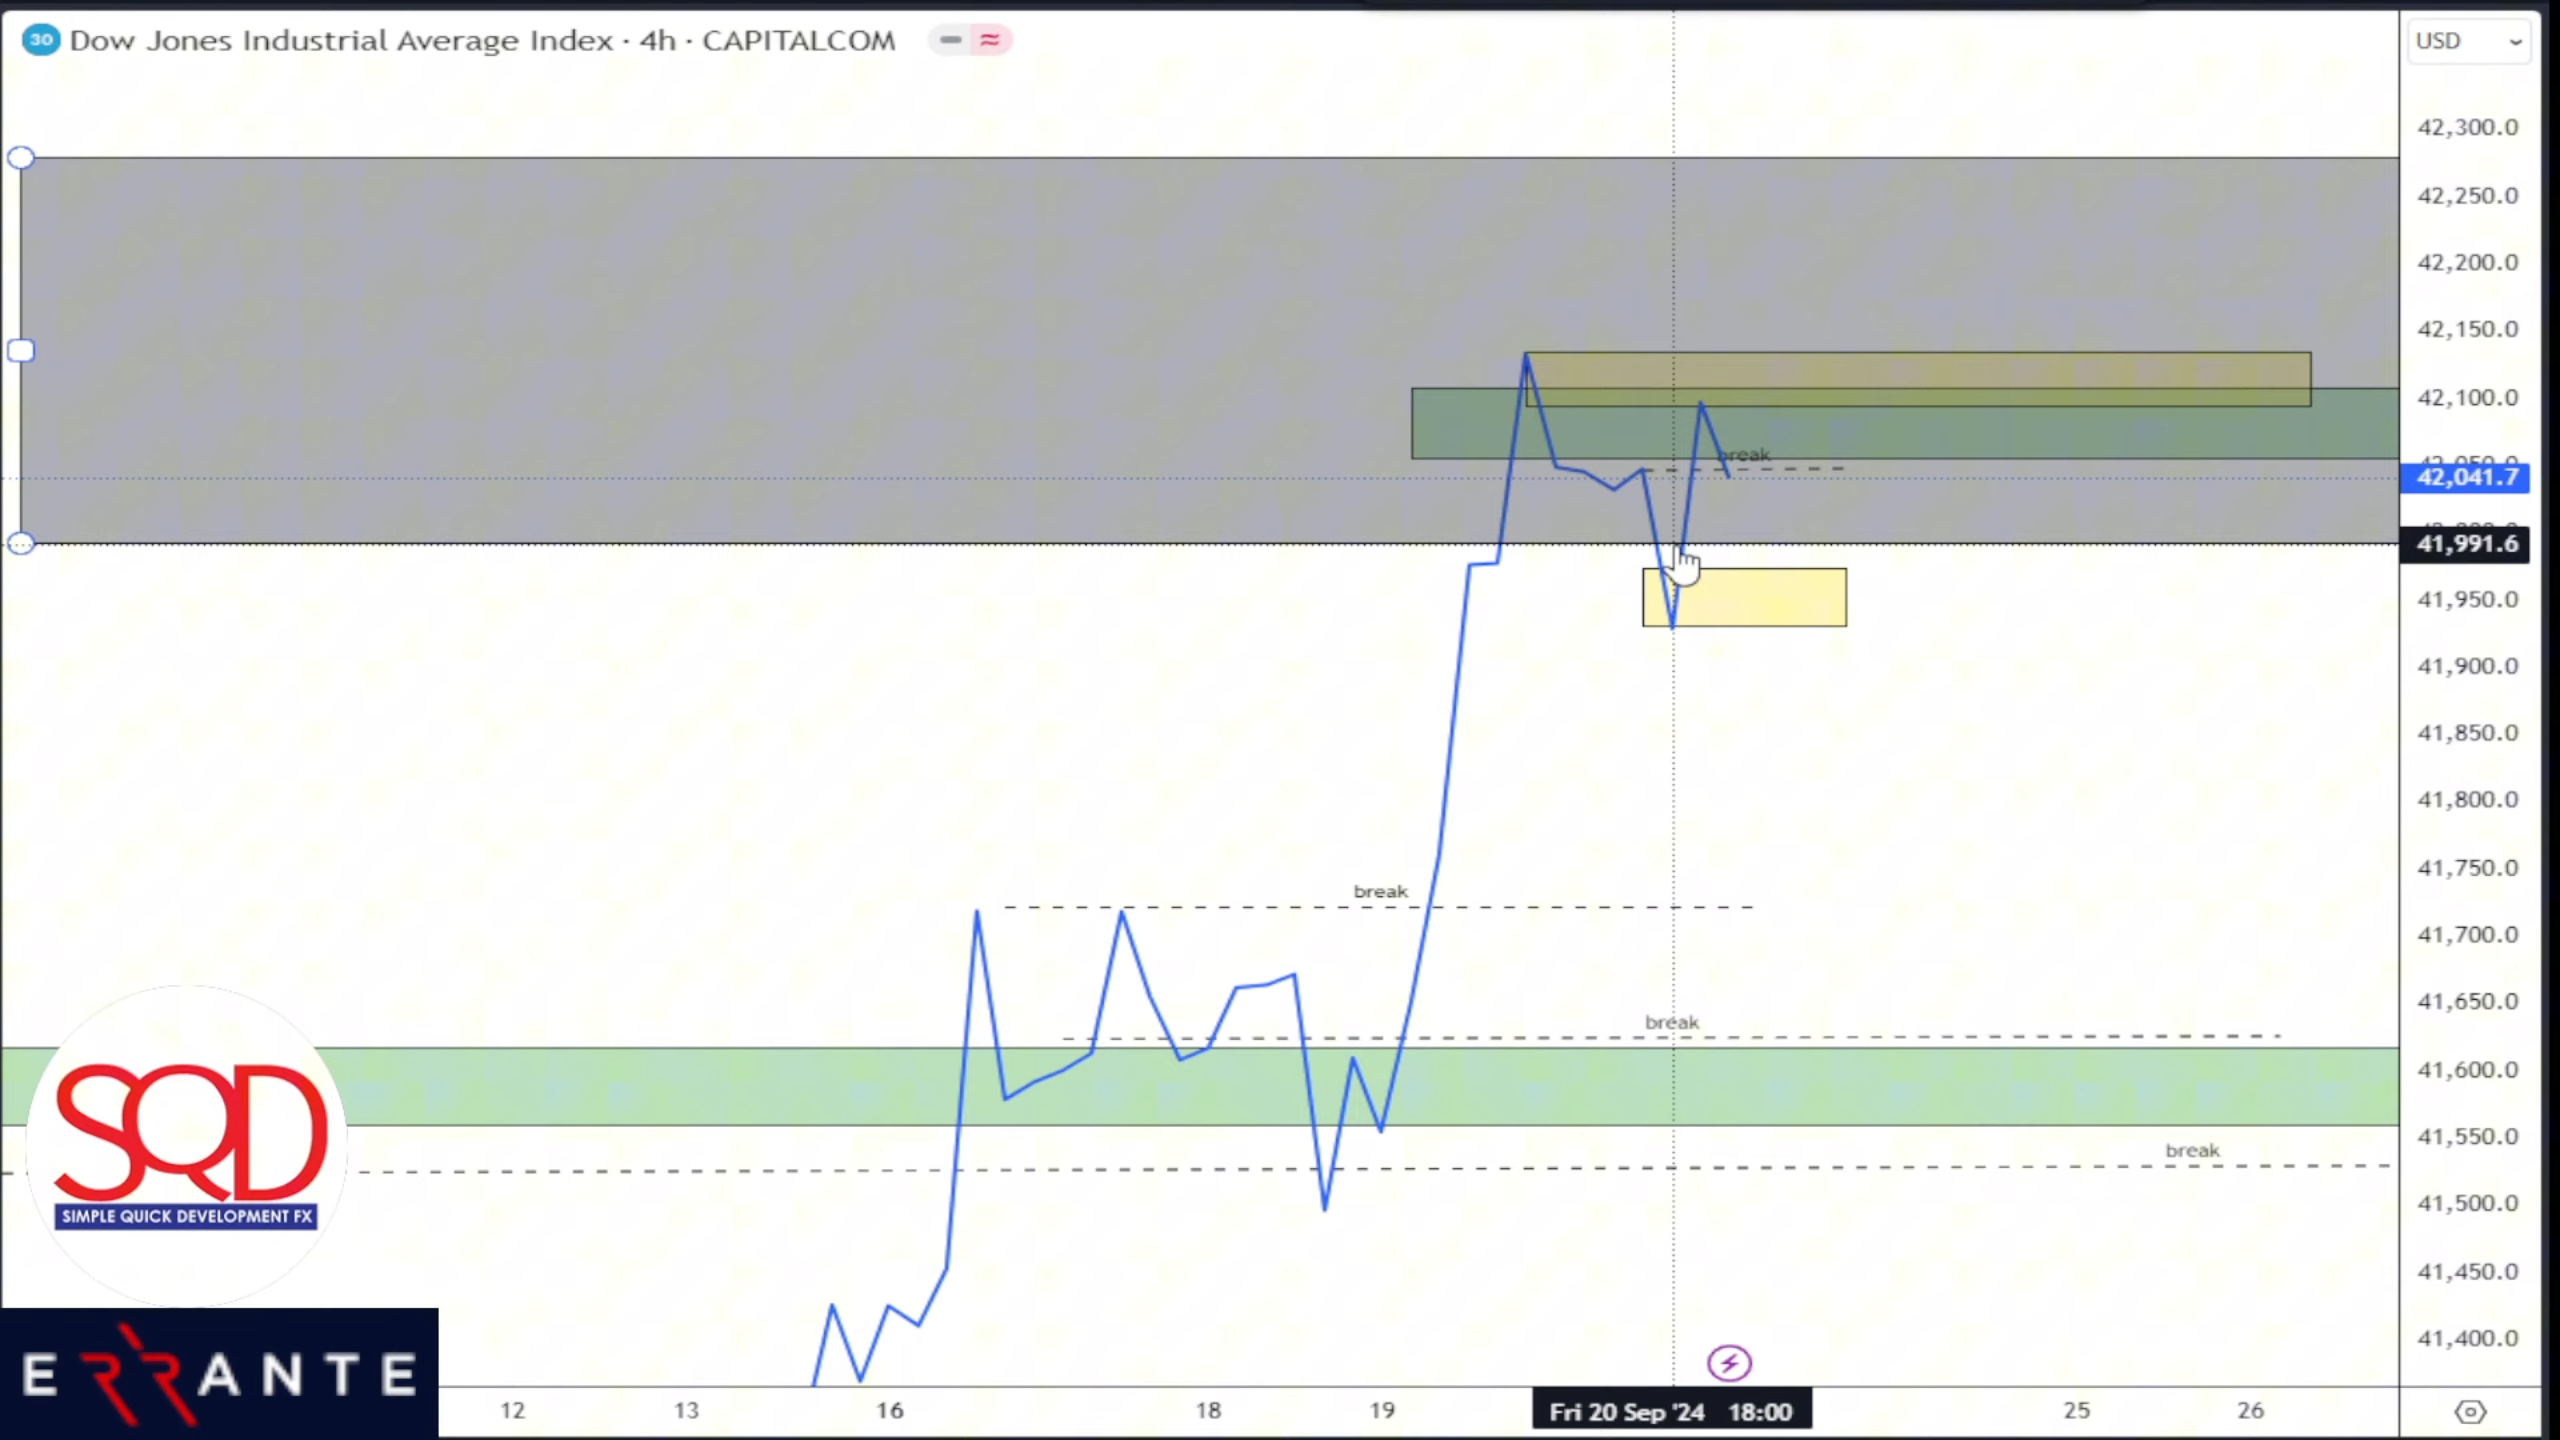 30 Dow Jones Industrial Average Index · 4h · CAPITALCOM
USD
42,300.0
42,250.0
42,200.0
42,150.0
42,100.0
break
42,041.7
41,991.6
41,950.0
41,900.0
41,850.0
41,800.0
41,750.0
break
41,700.0
41,650.0
break
41,600.0
41,550.0
break
41,500.0
41,450.0
41,400.0
SQD
SIMPLE QUICK DEVELOPMENT FX
ERRANTE
12 13 16 18 19 Fri 20 Sep '24 18:00 25 26